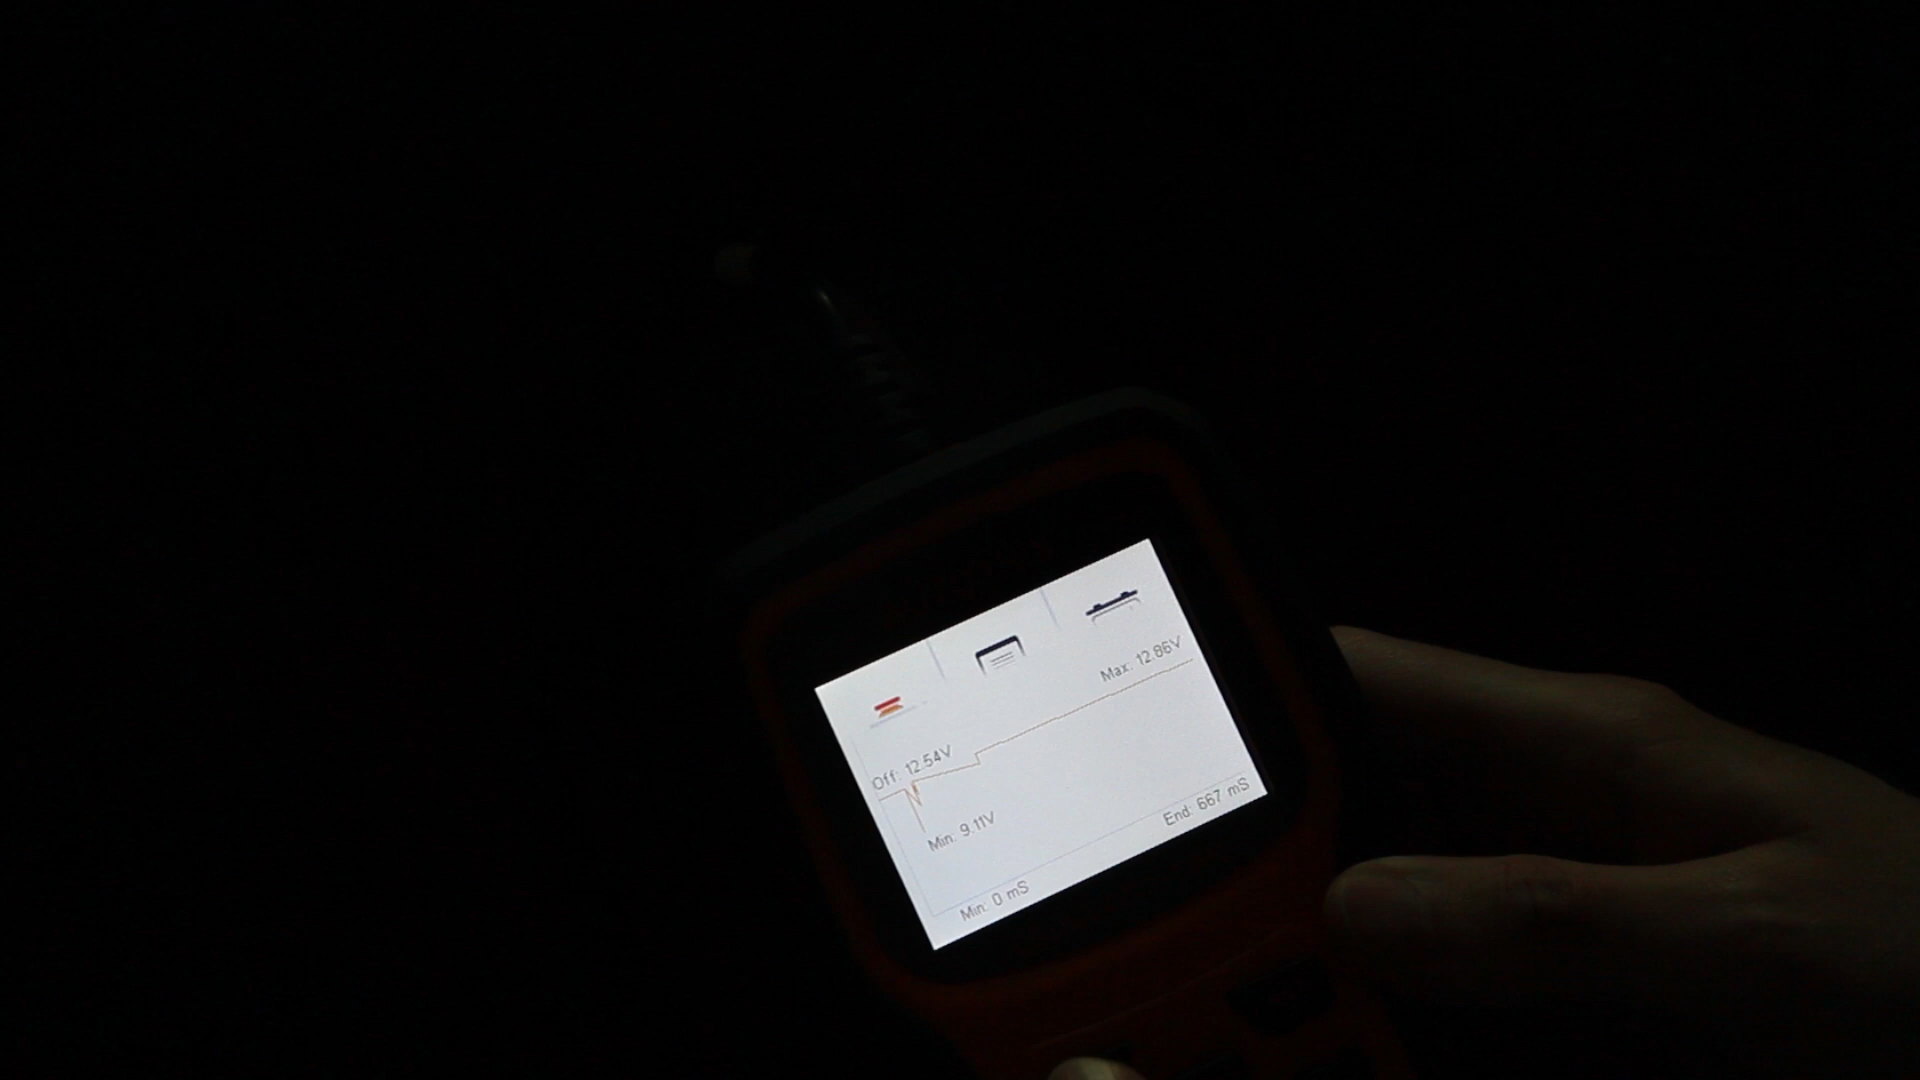 Max: 12.86V
Off: 12.54V
Min: 9.11V
End: 667 mS
Min: 0 mS